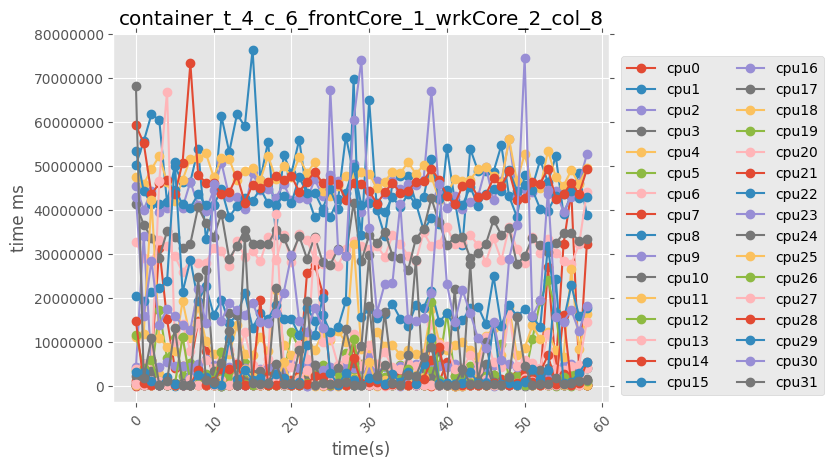 container_t_4_c_6_frontCore_1_wrkCore_2_col_8
80000000
70000000
60000000
50000000
40000000
30000000
20000000
10000000
0
time ms
0 10 20 30 40 50 60
time(s)
cpu0 cpu16
cpu1 cpu17
cpu2 cpu18
cpu3 cpu19
cpu4 cpu20
cpu5 cpu21
cpu6 cpu22
cpu7 cpu23
cpu8 cpu24
cpu9 cpu25
cpu10 cpu26
cpu11 cpu27
cpu12 cpu28
cpu13 cpu29
cpu14 cpu30
cpu15 cpu31